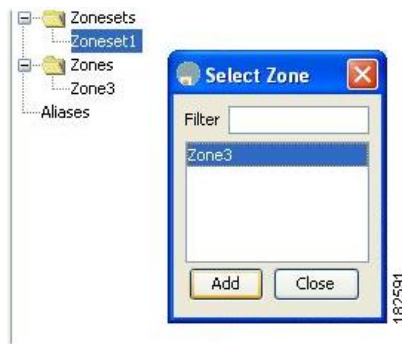 Zonesets
Zoneset1
Zones
Zone3
Aliases
Select Zone
Filter
Zone3
Add Close
182591